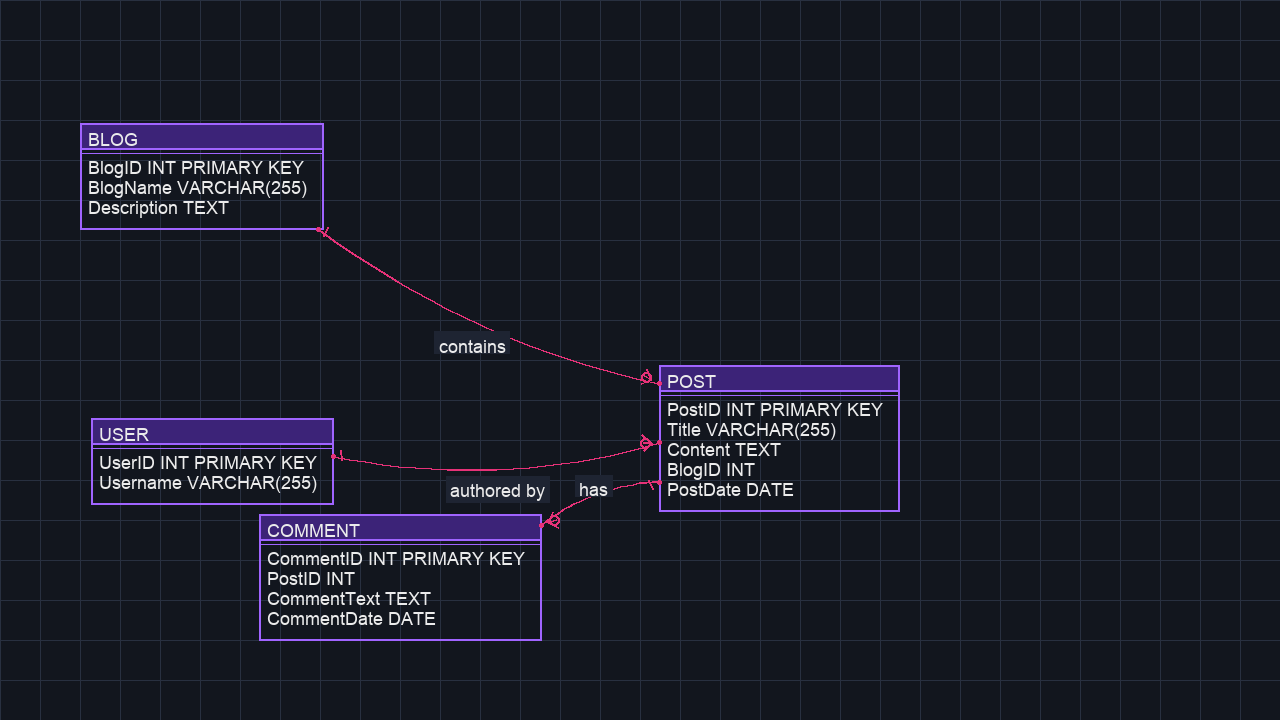 BLOG
BlogID INT PRIMARY KEY
BlogName VARCHAR(255)
Description TEXT
contains
POST
PostID INT PRIMARY KEY
Title VARCHAR(255)
Content TEXT
BlogID INT
PostDate DATE
USER
UserID INT PRIMARY KEY
Username VARCHAR(255)
authored by
has
COMMENT
CommentID INT PRIMARY KEY
PostID INT
CommentText TEXT
CommentDate DATE